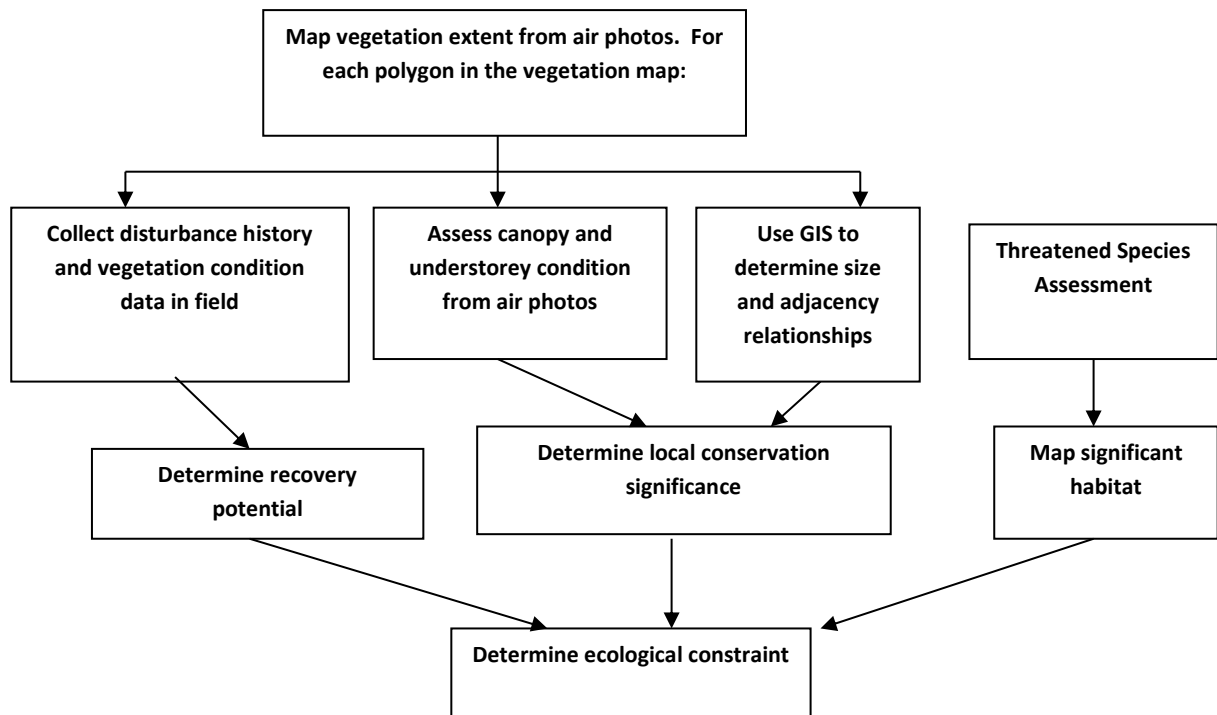 Map vegetation extent from air photos.  For
each polygon in the vegetation map:
Collect disturbance history
and vegetation condition
data in field
Assess canopy and
understorey condition
from air photos
Use GIS to
determine size
and adjacency
relationships
Threatened Species
Assessment
Determine recovery
potential
Determine local conservation
significance
Map significant
habitat
Determine ecological constraint